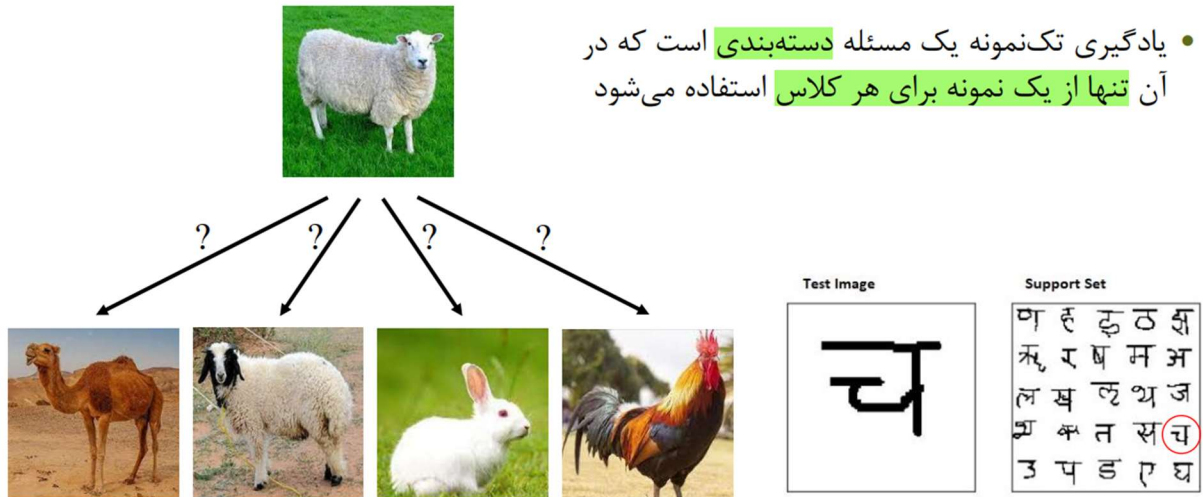 • یادگیری تک‌نمونه یک مسئله دسته‌بندی است که در
آن تنها از یک نمونه برای هر کلاس استفاده می‌شود
? ? ? ?
Test Image
Support Set
च
ण ह इ ठ झ
ऋ र ष म अ
ल ख ऌ थ ज
क त स च
उ प ड ए घ